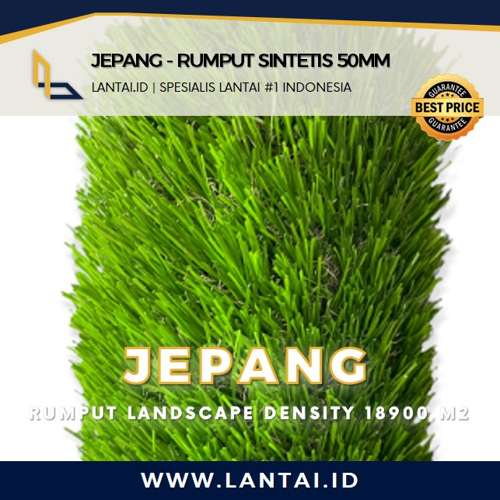 JEPANG - RUMPUT SINTETIS 50MM
LANTAI.ID | SPESIALIS LANTAI #1 INDONESIA
GUARANTEE
BEST PRICE
GUARANTEE
JEPANG
RUMPUT LANDSCAPE DENSITY 18900 M2
WWW.LANTAI.ID